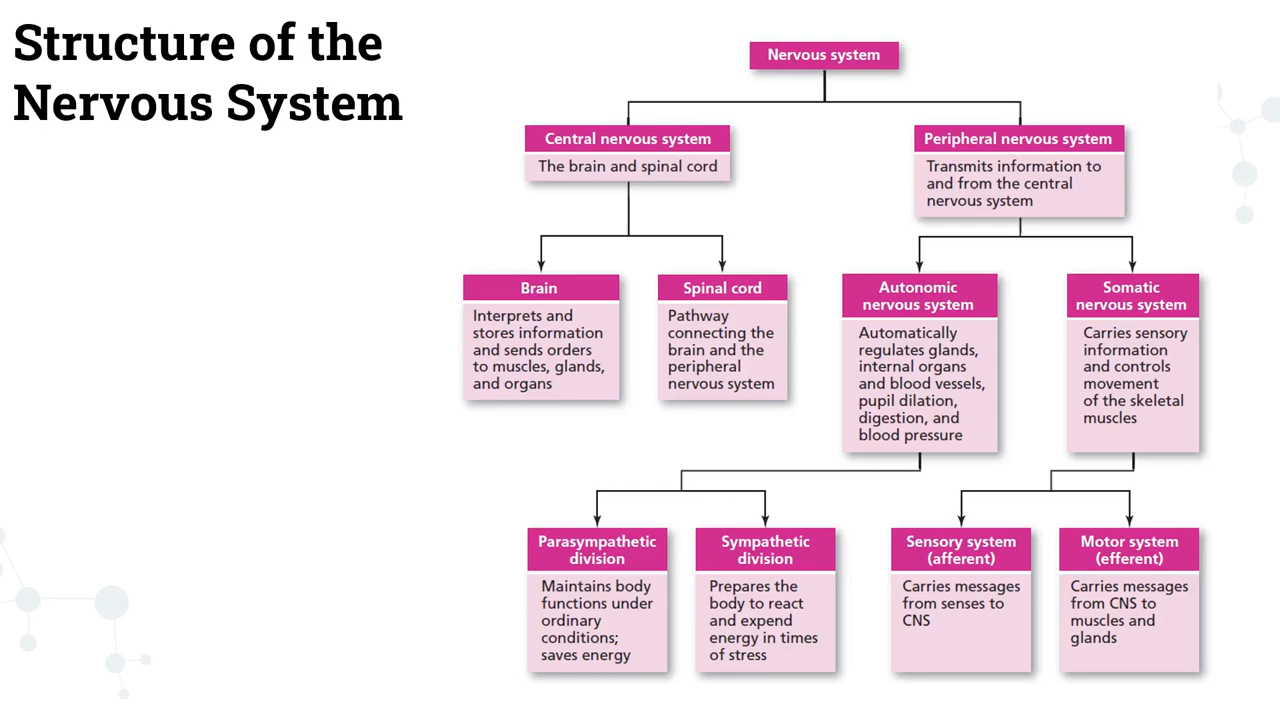 Structure of the
Nervous System
Nervous system
Central nervous system
The brain and spinal cord
Peripheral nervous system
Transmits information to
and from the central
nervous system
Brain
Interprets and
stores information
and sends orders
to muscles, glands,
and organs
Spinal cord
Pathway
connecting the
brain and the
peripheral
nervous system
Autonomic
nervous system
Automatically
regulates glands,
internal organs
and blood vessels,
pupil dilation,
digestion, and
blood pressure
Somatic
nervous system
Carries sensory
information
and controls
movement
of the skeletal
muscles
Parasympathetic
division
Maintains body
functions under
ordinary
conditions;
saves energy
Sympathetic
division
Prepares the
body to react
and expend
energy in times
of stress
Sensory system
(afferent)
Carries messages
from senses to
CNS
Motor system
(efferent)
Carries messages
from CNS to
muscles and
glands